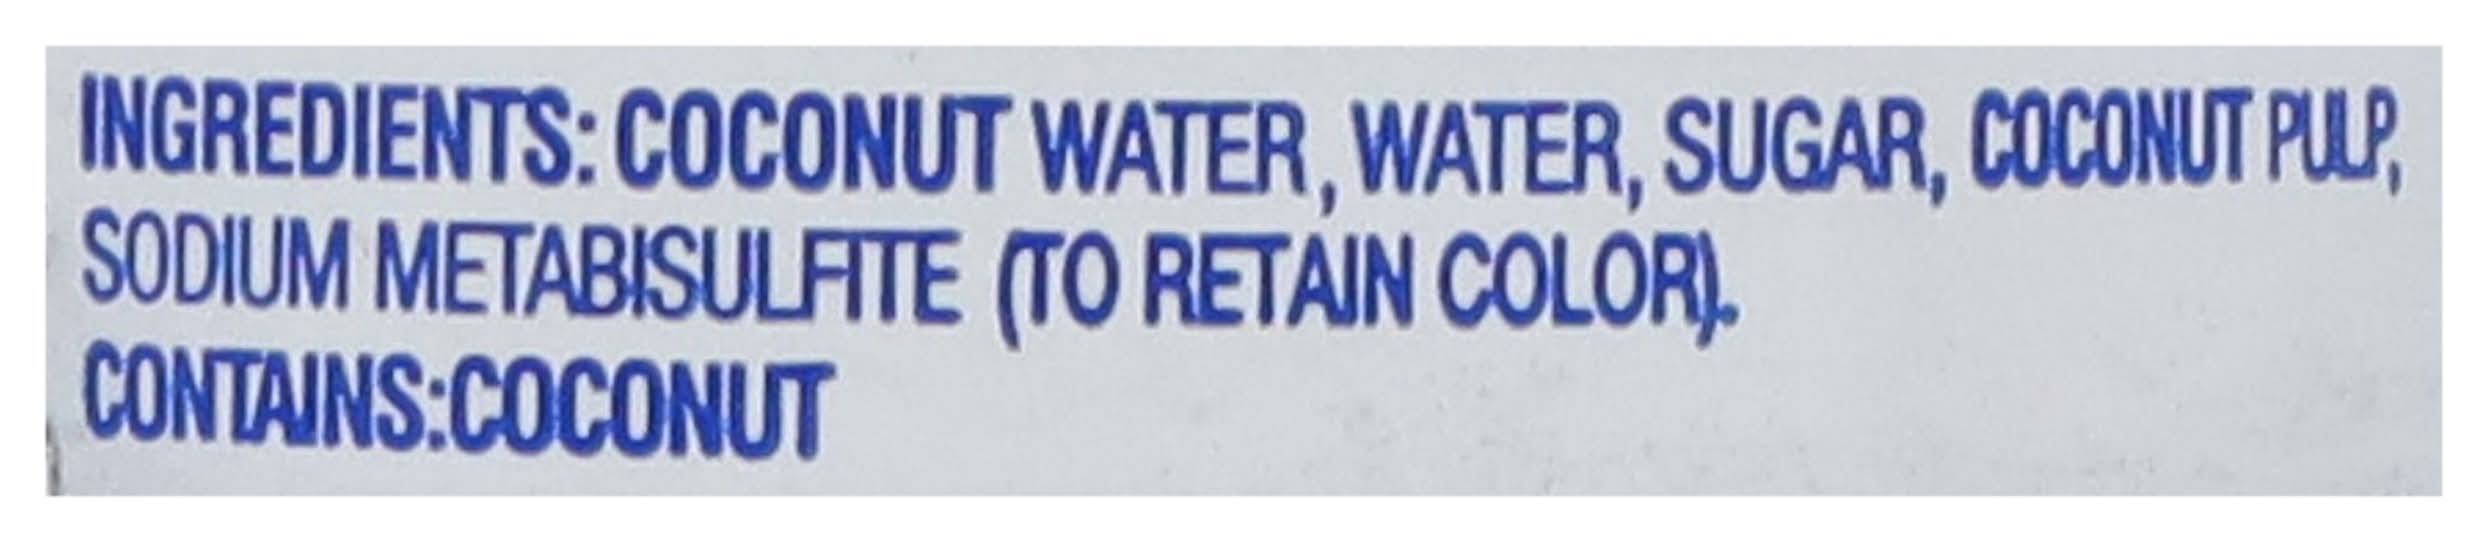 INGREDIENTS: COCONUT WATER, WATER, SUGAR, COCONUT PULP,
SODIUM METABISULFITE (TO RETAIN COLOR).
CONTAINS:COCONUT